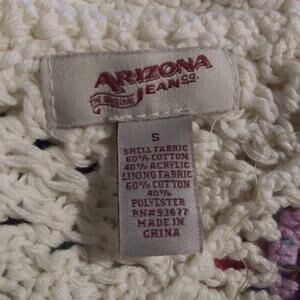 ARIZONA
THE ORIGINAL JEAN CO.
S
SHELL FABRIC
60% COTTON
40% ACRYLIC
LINING FABRIC
60% COTTON
40%
POLYESTER
RN#93677
MADE IN
CHINA